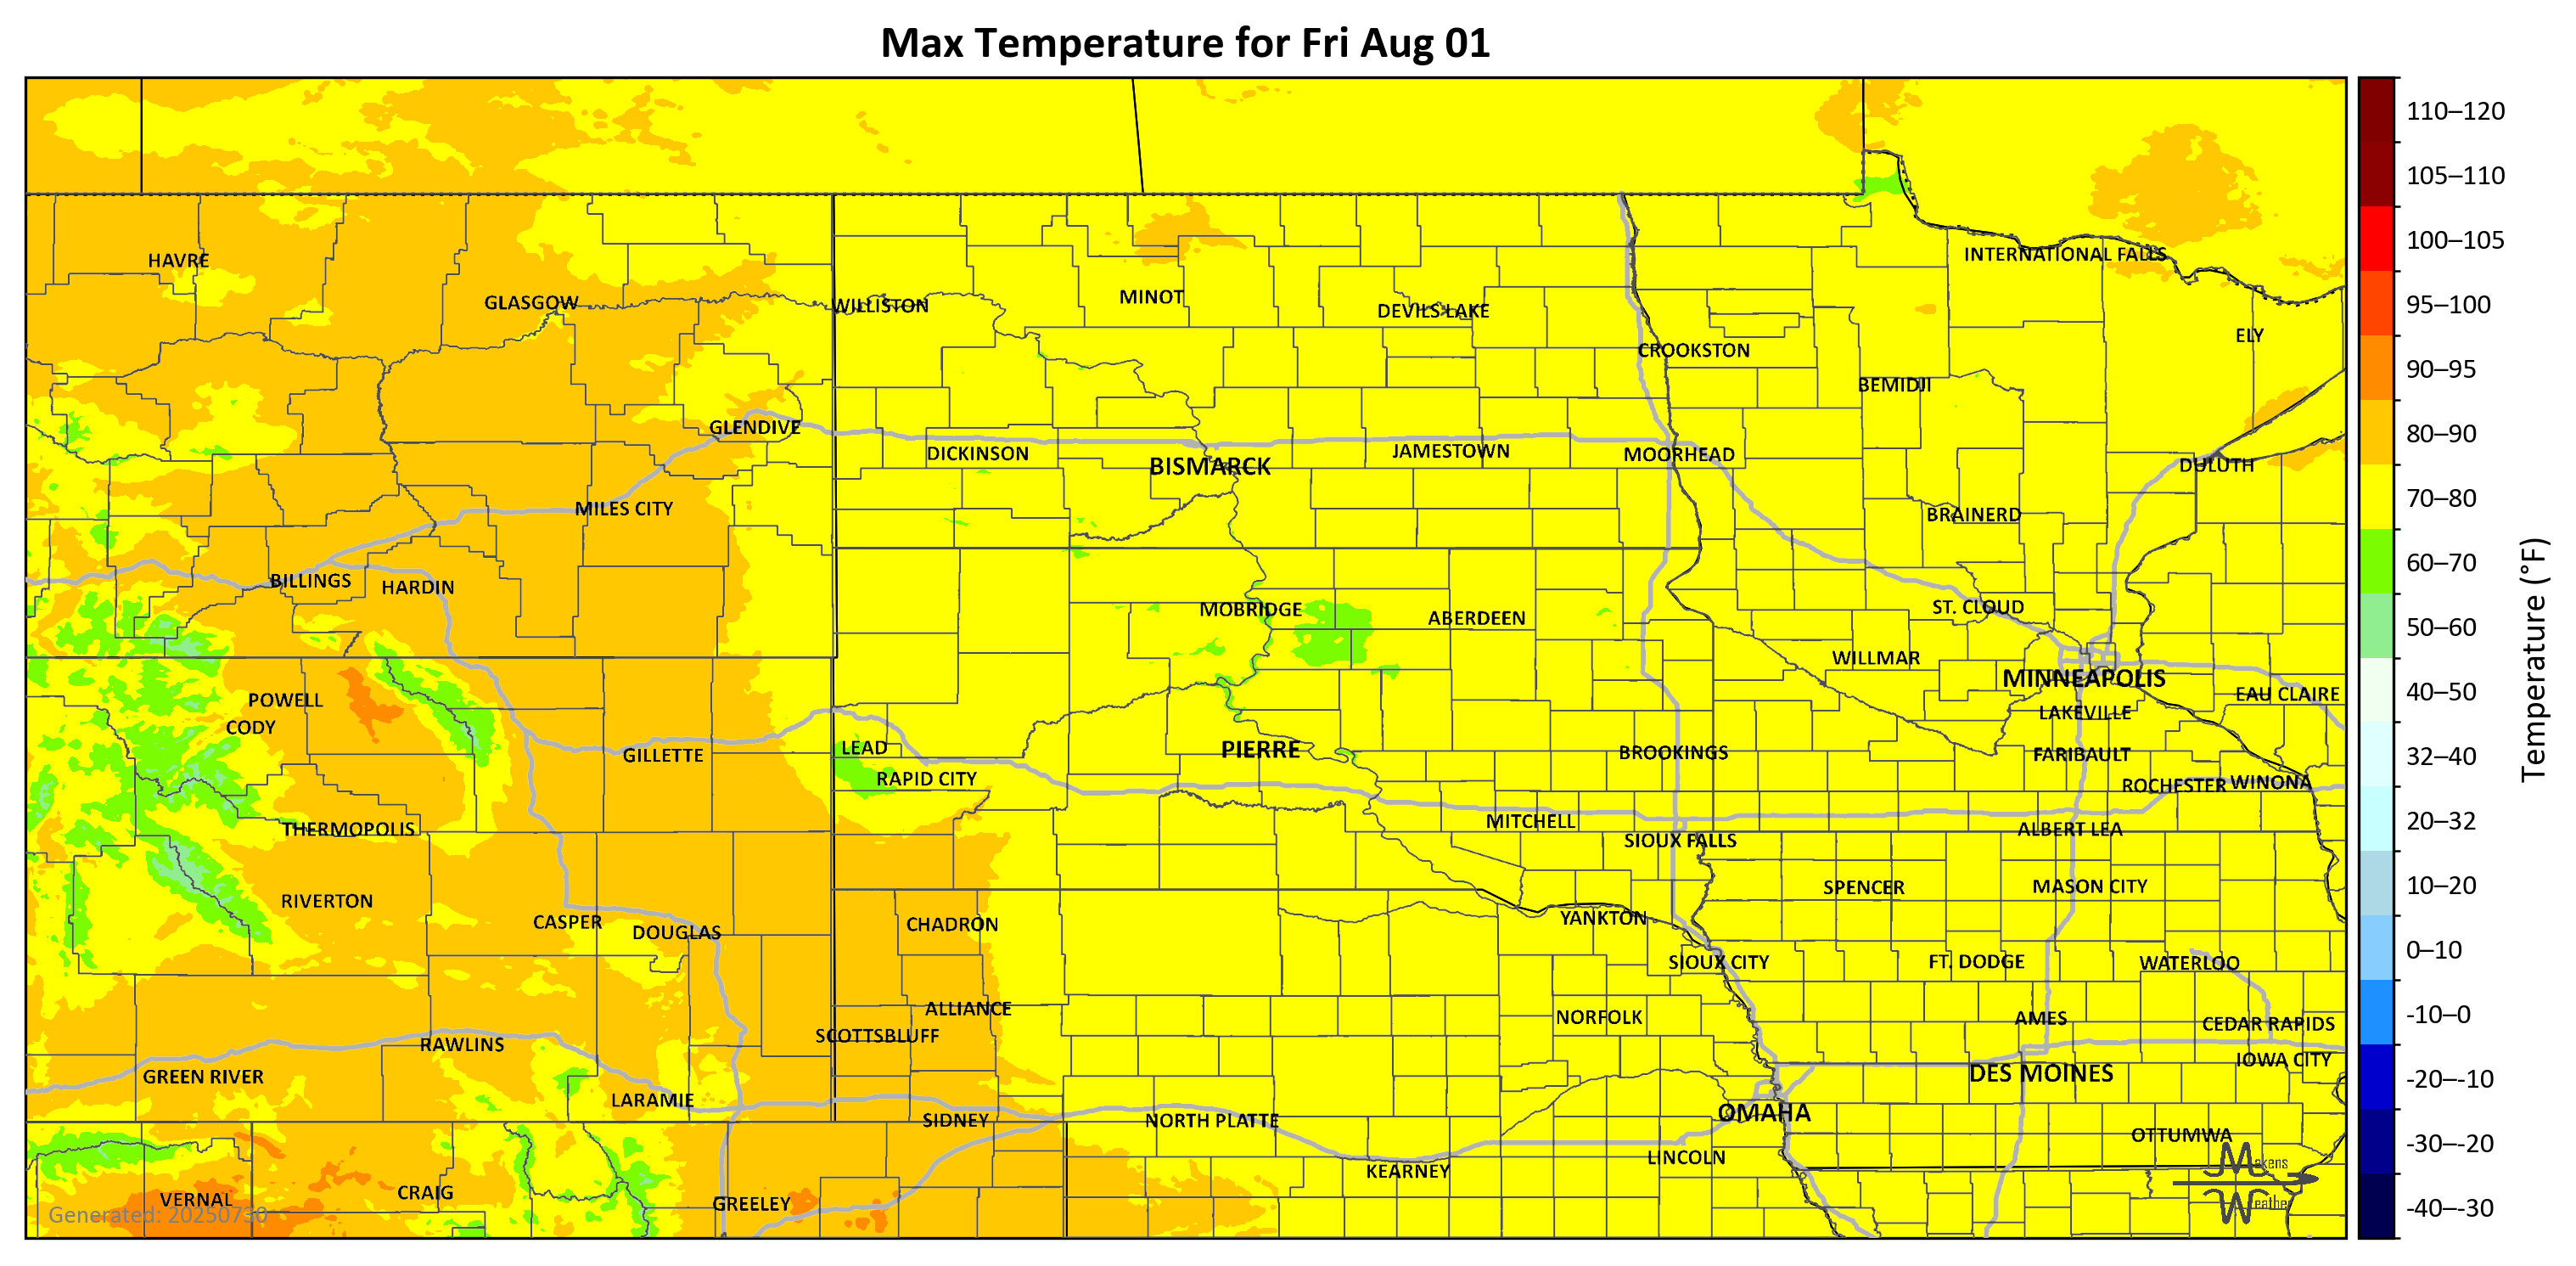 Max Temperature for Fri Aug 01
HAVRE
GLASGOW
WILLISTON
MINOT
DEVILS LAKE
INTERNATIONAL FALLS
ELY
CROOKSTON
BEMIDJI
GLENDIVE
DICKINSON
BISMARCK
JAMESTOWN
MOORHEAD
DULUTH
MILES CITY
BRAINERD
BILLINGS
HARDIN
MOBRIDGE
ABERDEEN
ST. CLOUD
WILLMAR
MINNEAPOLIS
EAU CLAIRE
POWELL
CODY
LAKEVILLE
GILLETTE
LEAD
RAPID CITY
PIERRE
BROOKINGS
FARIBAULT
ROCHESTER
WINONA
THERMOPOLIS
MITCHELL
SIOUX FALLS
ALBERT LEA
RIVERTON
SPENCER
MASON CITY
CASPER
DOUGLAS
CHADRON
YANKTON
SIOUX CITY
FT. DODGE
WATERLOO
ALLIANCE
SCOTTSBLUFF
NORFOLK
AMES
CEDAR RAPIDS
RAWLINS
IOWA CITY
GREEN RIVER
DES MOINES
LARAMIE
SIDNEY
NORTH PLATTE
OMAHA
OTTUMWA
LINCOLN
KEARNEY
VERNAL
CRAIG
GREELEY
Generated: 20250730
Makens
Weather
110–120
105–110
100–105
95–100
90–95
80–90
70–80
60–70
50–60
40–50
32–40
20–32
10–20
0–10
-10–0
-20–-10
-30–-20
-40–-30
Temperature (°F)